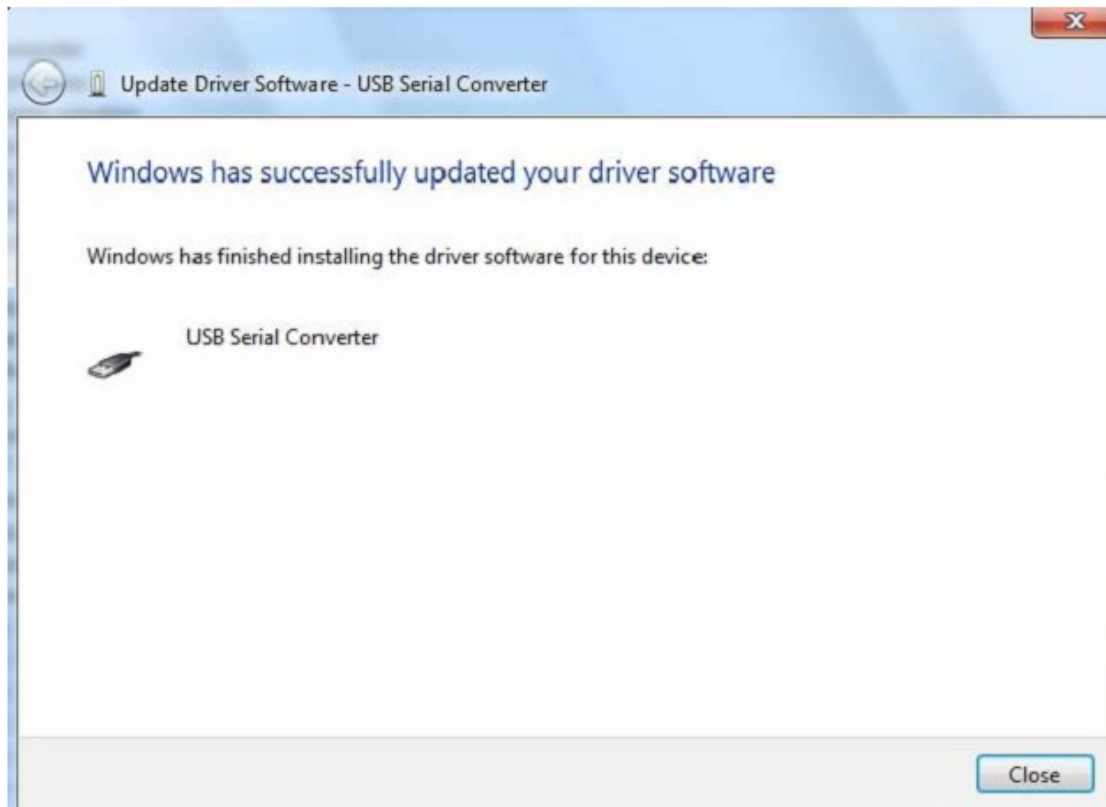 Update Driver Software - USB Serial Converter
Windows has successfully updated your driver software
Windows has finished installing the driver software for this device:
USB Serial Converter
Close